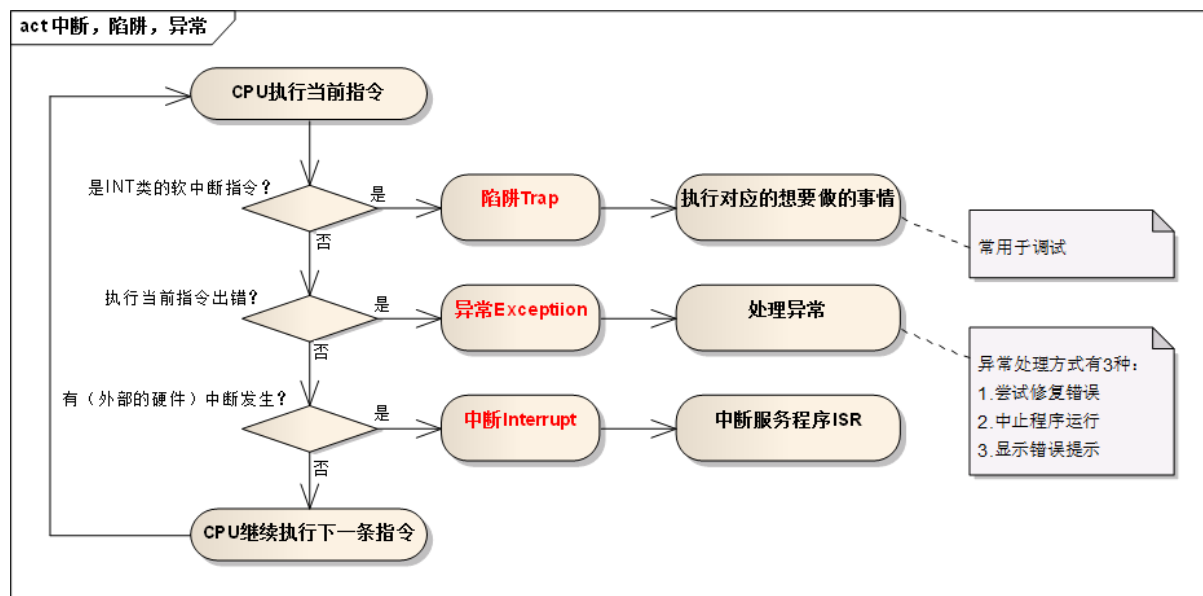 act 中断，陷阱，异常
CPU执行当前指令
是INT类的软中断指令？
是
陷阱Trap
执行对应的想要做的事情
常用于调试
否
执行当前指令出错？
是
异常Exceptiion
处理异常
异常处理方式有3种：
1.尝试修复错误
2.中止程序运行
3.显示错误提示
否
有（外部的硬件）中断发生？
是
中断Interrupt
中断服务程序ISR
否
CPU继续执行下一条指令